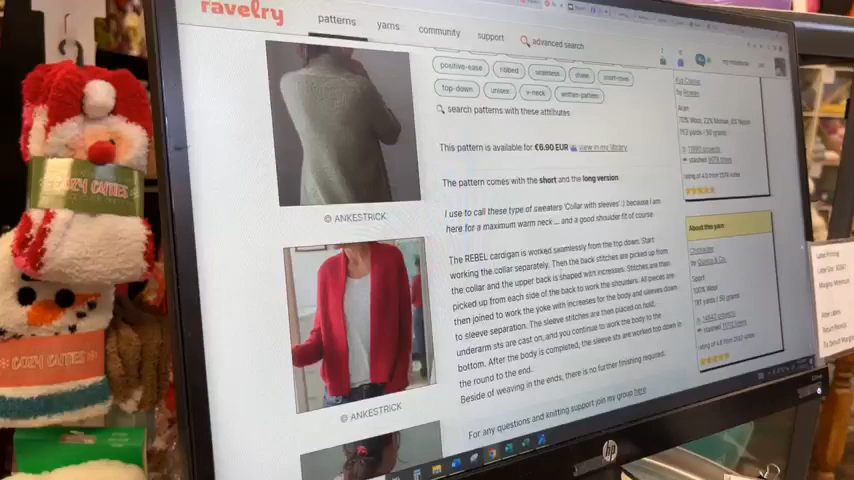 ravelry
patterns
yarns
community
support
advanced search
positive-ease
ribbed
seamless
top-down
unisex
v-neck
written-pattern
search patterns with these attributes
This pattern is available for €6.90 EUR
view in my library
The pattern comes with the short and the long version
I use to call these type of sweaters 'Collar with sleeves' :) because I am
here for a maximum warm neck ... and a good shoulder fit of course
The REBEL cardigan is worked seamlessly from the top down. Start
working the collar separately. Then the back stitches are picked up from
the collar and the upper back is shaped with increases. Stitches are then
picked up from each side of the back to work the shoulders. All pieces are
then joined to work the yoke with increases for the body and sleeves down
to sleeve separation. The sleeve stitches are then placed on hold,
underarm sts are cast on, and you continue to work the body to the
bottom. After the body is completed, the sleeve sts are worked top down in
the round to the end.
Beside of weaving in the ends, there is no further finishing required.
For any questions and knitting support join my group here
© ANKESTRICK
© ANKESTRICK
Aran
About this yarn
Sport
100% Wool
COZY CUTIES
COZY CUTIES
hp